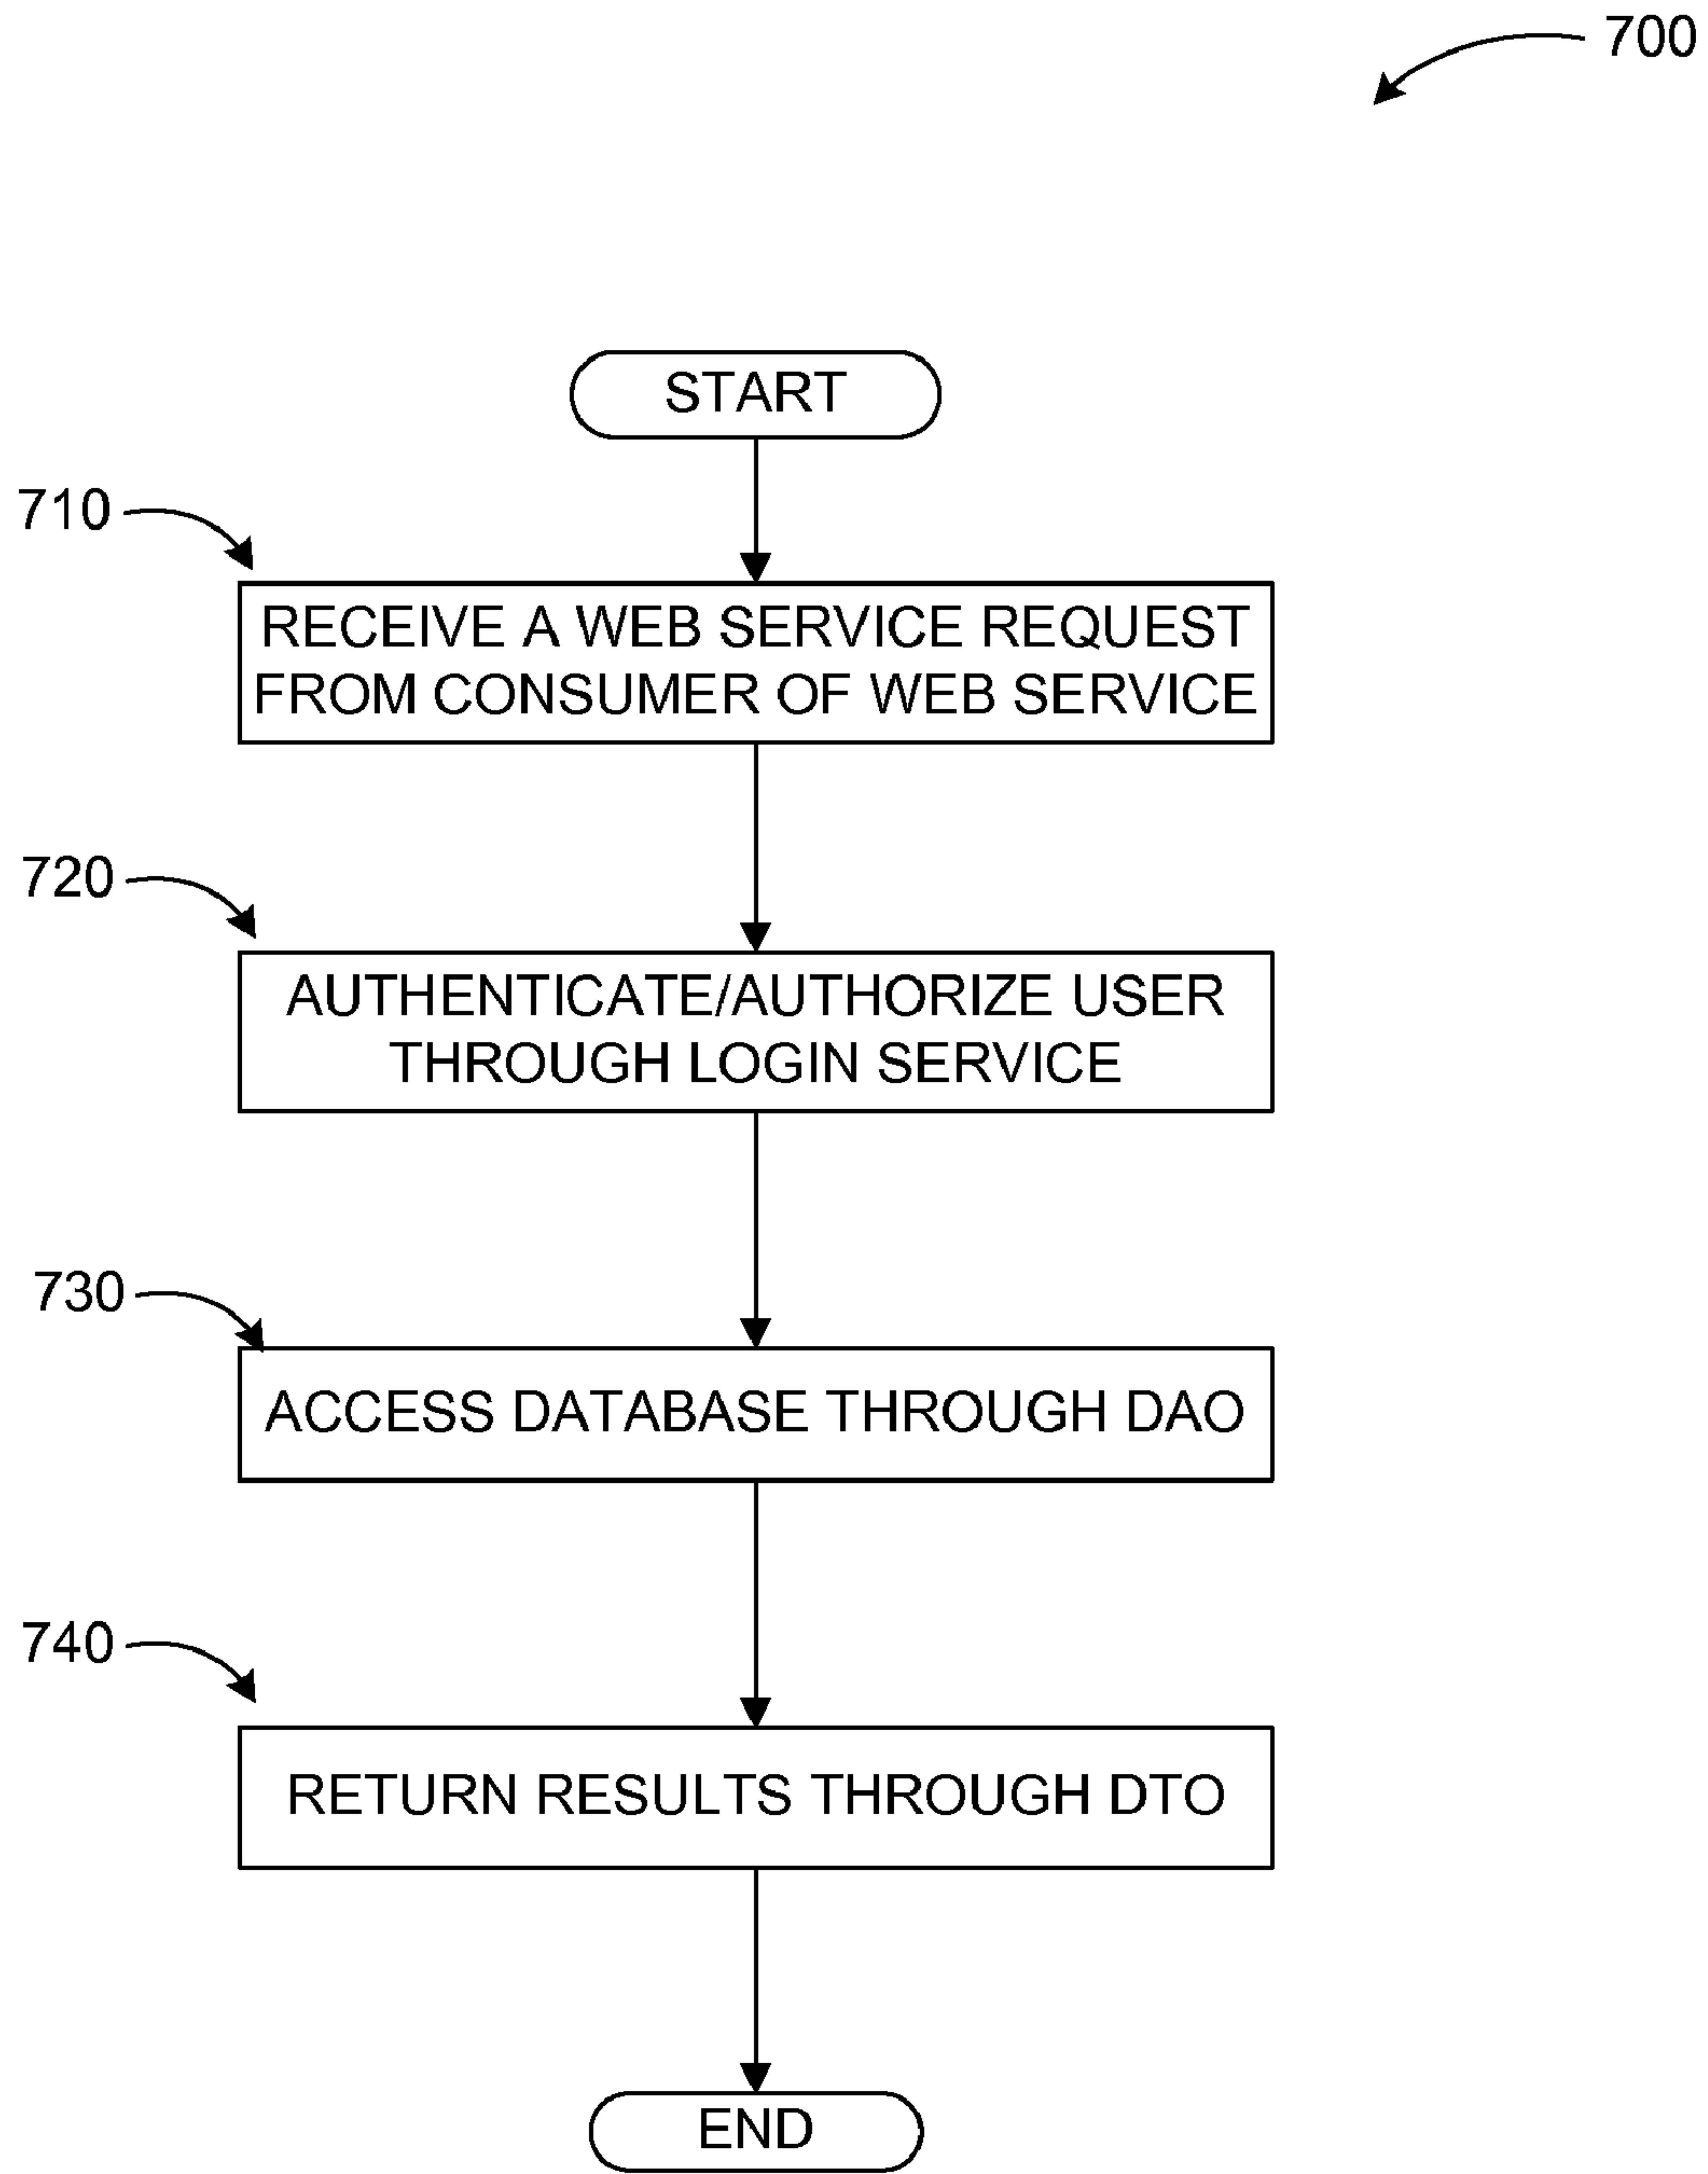 700
START
710
RECEIVE A WEB SERVICE REQUEST
FROM CONSUMER OF WEB SERVICE
720
AUTHENTICATE/AUTHORIZE USER
THROUGH LOGIN SERVICE
730
ACCESS DATABASE THROUGH DAO
740
RETURN RESULTS THROUGH DTO
END